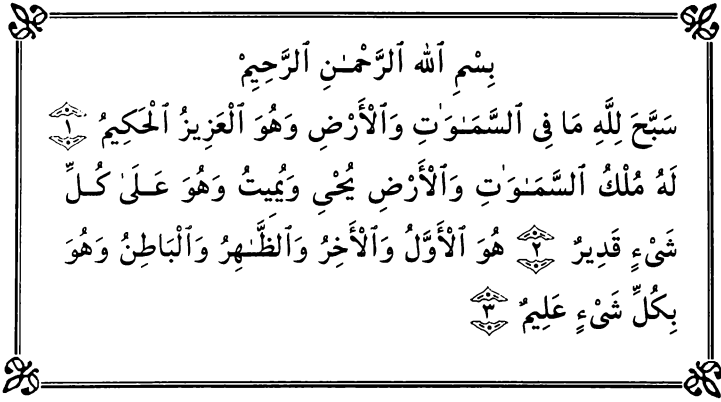 بِسْمِ ٱللهِ ٱلرَّحْمَـٰنِ ٱلرَّحِيمِ
سَبَّحَ لِلَّهِ مَا فِى ٱلسَّمَـٰوَٰتِ وَٱلْأَرْضِ وَهُوَ ٱلْعَزِيزُ ٱلْحَكِيمُ ١
لَهُ مُلْكُ ٱلسَّمَـٰوَٰتِ وَٱلْأَرْضِ يُحْىِ وَيُمِيتُ وَهُوَ عَلَىٰ كُلِّ
شَىْءٍ قَدِيرٌ ٢ هُوَ ٱلْأَوَّلُ وَٱلْأَخِرُ وَٱلظَّـٰهِرُ وَٱلْبَاطِنُ وَهُوَ
بِكُلِّ شَىْءٍ عَلِيمٌ ٣